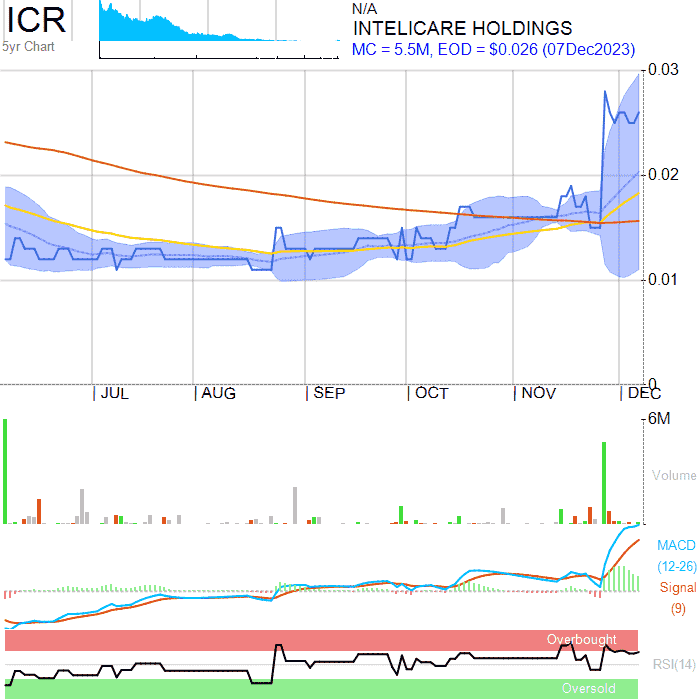 ICR
5yr Chart
N/A
INTELICARE HOLDINGS
MC = 5.5M, EOD = $0.026 (07Dec2023)
0.03
0.02
0.01
0
JUL AUG SEP OCT NOV DEC
6M
Volume
MACD
(12-26)
Signal
(9)
Overbought
RSI(14)
Oversold